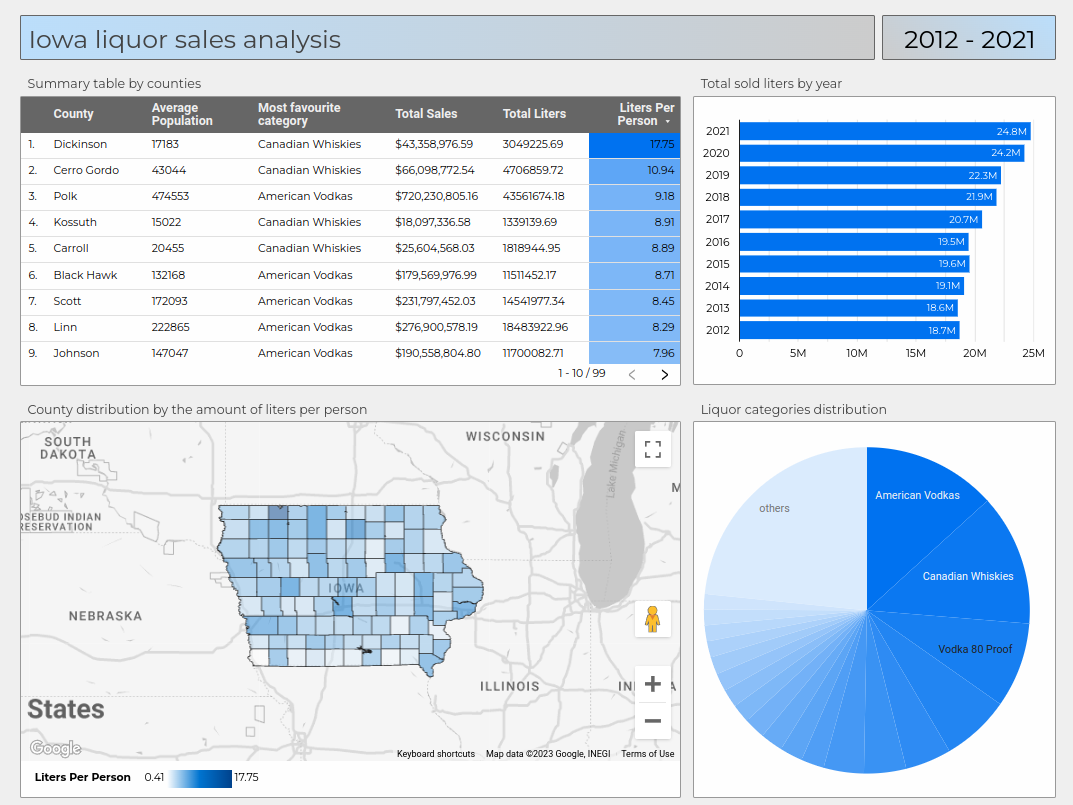 Iowa liquor sales analysis
2012 - 2021
Summary table by counties
County Average Population Most favourite category Total Sales Total Liters Liters Per Person
1. Dickinson 17183 Canadian Whiskies $43,358,976.59 3049225.69 17.75
2. Cerro Gordo 43044 Canadian Whiskies $66,098,772.54 4706859.72 10.94
3. Polk 474553 American Vodkas $720,230,805.16 43561674.18 9.18
4. Kossuth 15022 Canadian Whiskies $18,097,336.58 1339139.69 8.91
5. Carroll 20455 Canadian Whiskies $25,604,568.03 1818944.95 8.89
6. Black Hawk 132168 American Vodkas $179,569,976.99 11511452.17 8.71
7. Scott 172093 American Vodkas $231,797,452.03 14541977.34 8.45
8. Linn 222865 American Vodkas $276,900,578.19 18483922.96 8.29
9. Johnson 147047 American Vodkas $190,558,804.80 11700082.71 7.96
1 - 10 / 99
Total sold liters by year
2021 24.8M
2020 24.2M
2019 22.3M
2018 21.9M
2017 20.7M
2016 19.5M
2015 19.6M
2014 19.1M
2013 18.6M
2012 18.7M
0 5M 10M 15M 20M 25M
County distribution by the amount of liters per person
SOUTH
DAKOTA
WISCONSIN
Lake Michigan
M
OSEBUD INDIAN
RESERVATION
IOWA
NEBRASKA
ILLINOIS
IN
A
States
Google
Keyboard shortcuts Map data ©2023 Google, INEGI Terms of Use
Liters Per Person 0.41 17.75
Liquor categories distribution
others
American Vodkas
Canadian Whiskies
Vodka 80 Proof